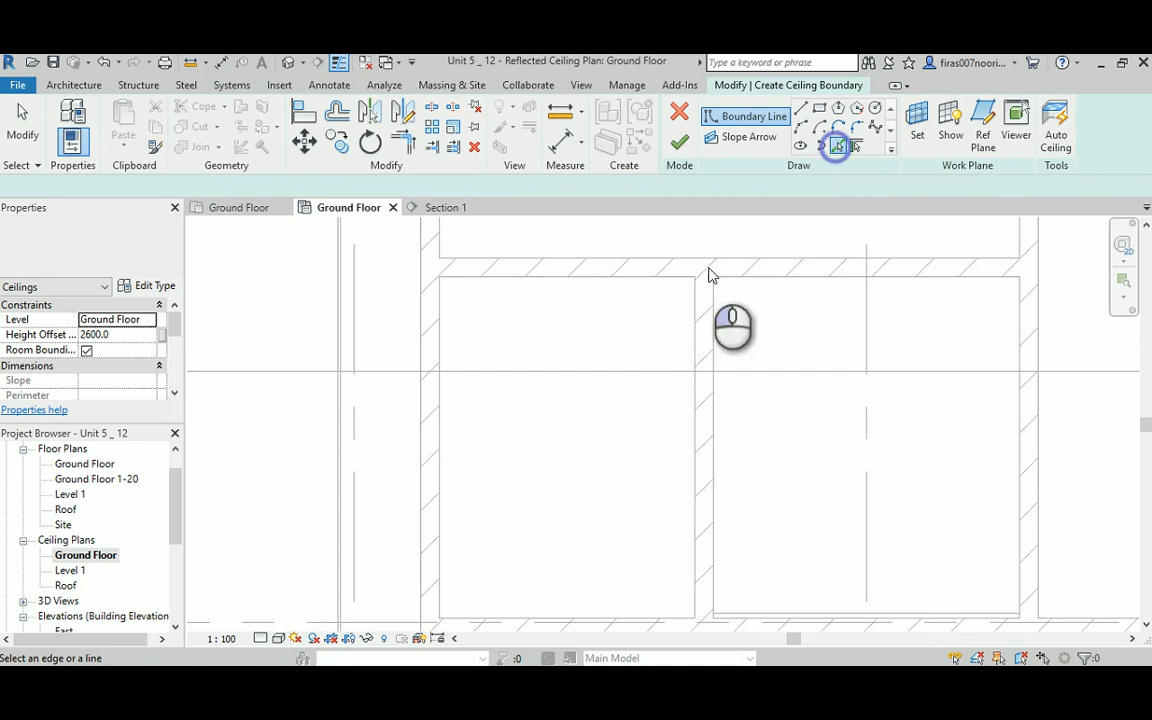 Unit 5 _ 12 - Reflected Ceiling Plan: Ground Floor
Type a keyword or phrase
firas007noori...
File Architecture Structure Steel Systems Insert Annotate Analyze Massing & Site Collaborate View Manage Add-Ins Modify | Create Ceiling Boundary
Modify
Properties
Paste
Cope
Cut
Join
Boundary Line
Slope Arrow
Set
Show
Ref Plane
Viewer
Auto Ceiling
Select Properties Clipboard Geometry Modify View Measure Create Mode Draw Work Plane Tools
Properties
Ground Floor Ground Floor Section 1
Ceilings Edit Type
Constraints
Level Ground Floor
Height Offset ... 2600.0
Room Boundi...
Dimensions
Slope
Perimeter
Properties help
Project Browser - Unit 5 _ 12
Floor Plans
Ground Floor
Ground Floor 1-20
Level 1
Roof
Site
Ceiling Plans
Ground Floor
Level 1
Roof
3D Views
Elevations (Building Elevation
East
1 : 100
Select an edge or a line
:0
Main Model
:0